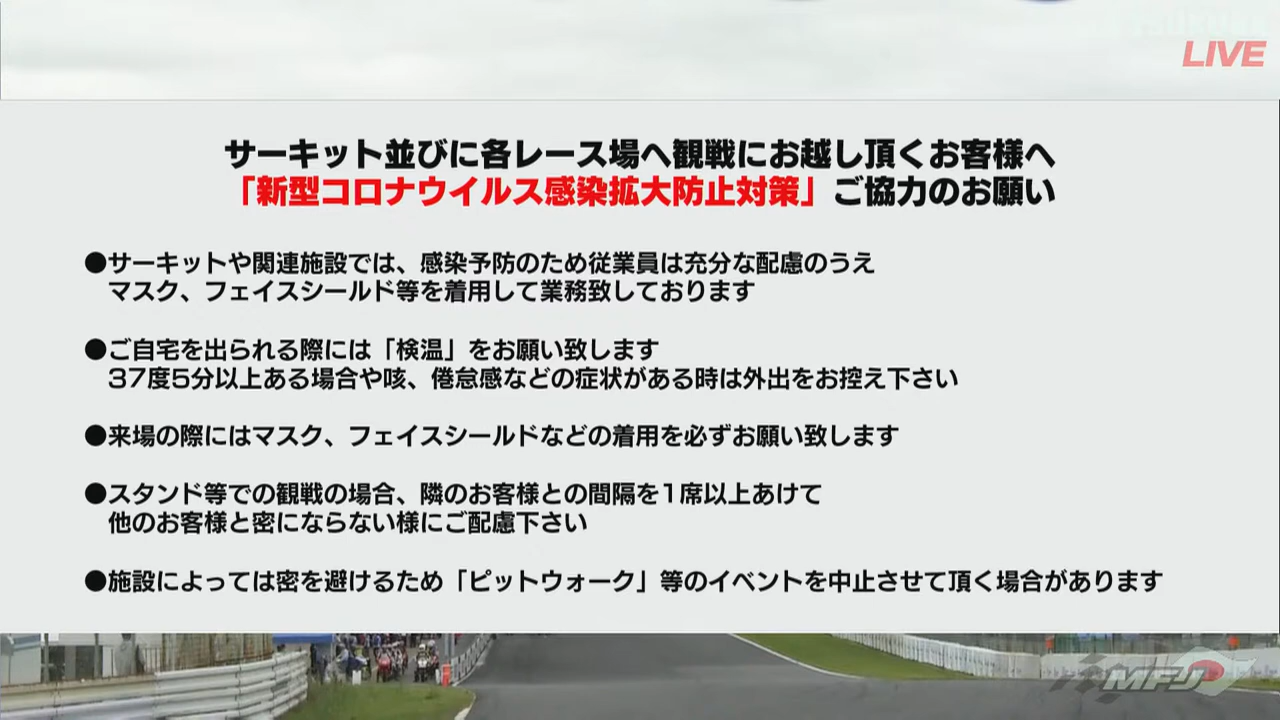 LIVE
サーキット並びに各レース場へ観戦にお越し頂くお客様へ
「新型コロナウイルス感染拡大防止対策」ご協力のお願い
●サーキットや関連施設では、感染予防のため従業員は充分な配慮のうえ
マスク、フェイスシールド等を着用して業務致しております
●ご自宅を出られる際には「検温」をお願い致します
37度5分以上ある場合や咳、倦怠感などの症状がある時は外出をお控え下さい
●来場の際にはマスク、フェイスシールドなどの着用を必ずお願い致します
●スタンド等での観戦の場合、隣のお客様との間隔を1席以上あけて
他のお客様と密にならない様にご配慮下さい
●施設によっては密を避けるため「ピットウォーク」等のイベントを中止させて頂く場合があります
MFJ